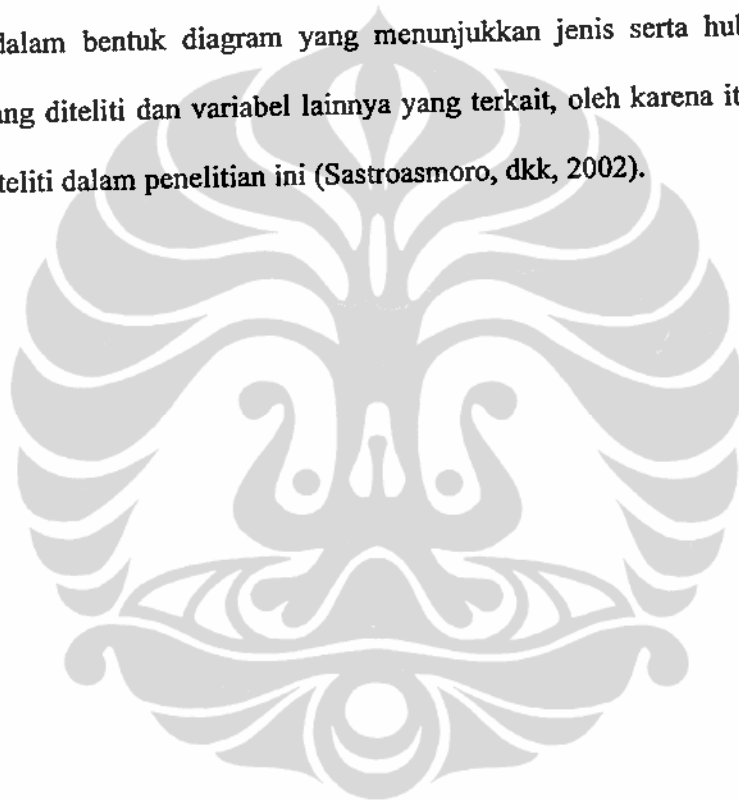 dalam bentuk diagram yang menunjukkan jenis serta hul
ang diteliti dan variabel lainnya yang terkait, oleh karena it
teliti dalam penelitian ini (Sastroasmoro, dkk, 2002).